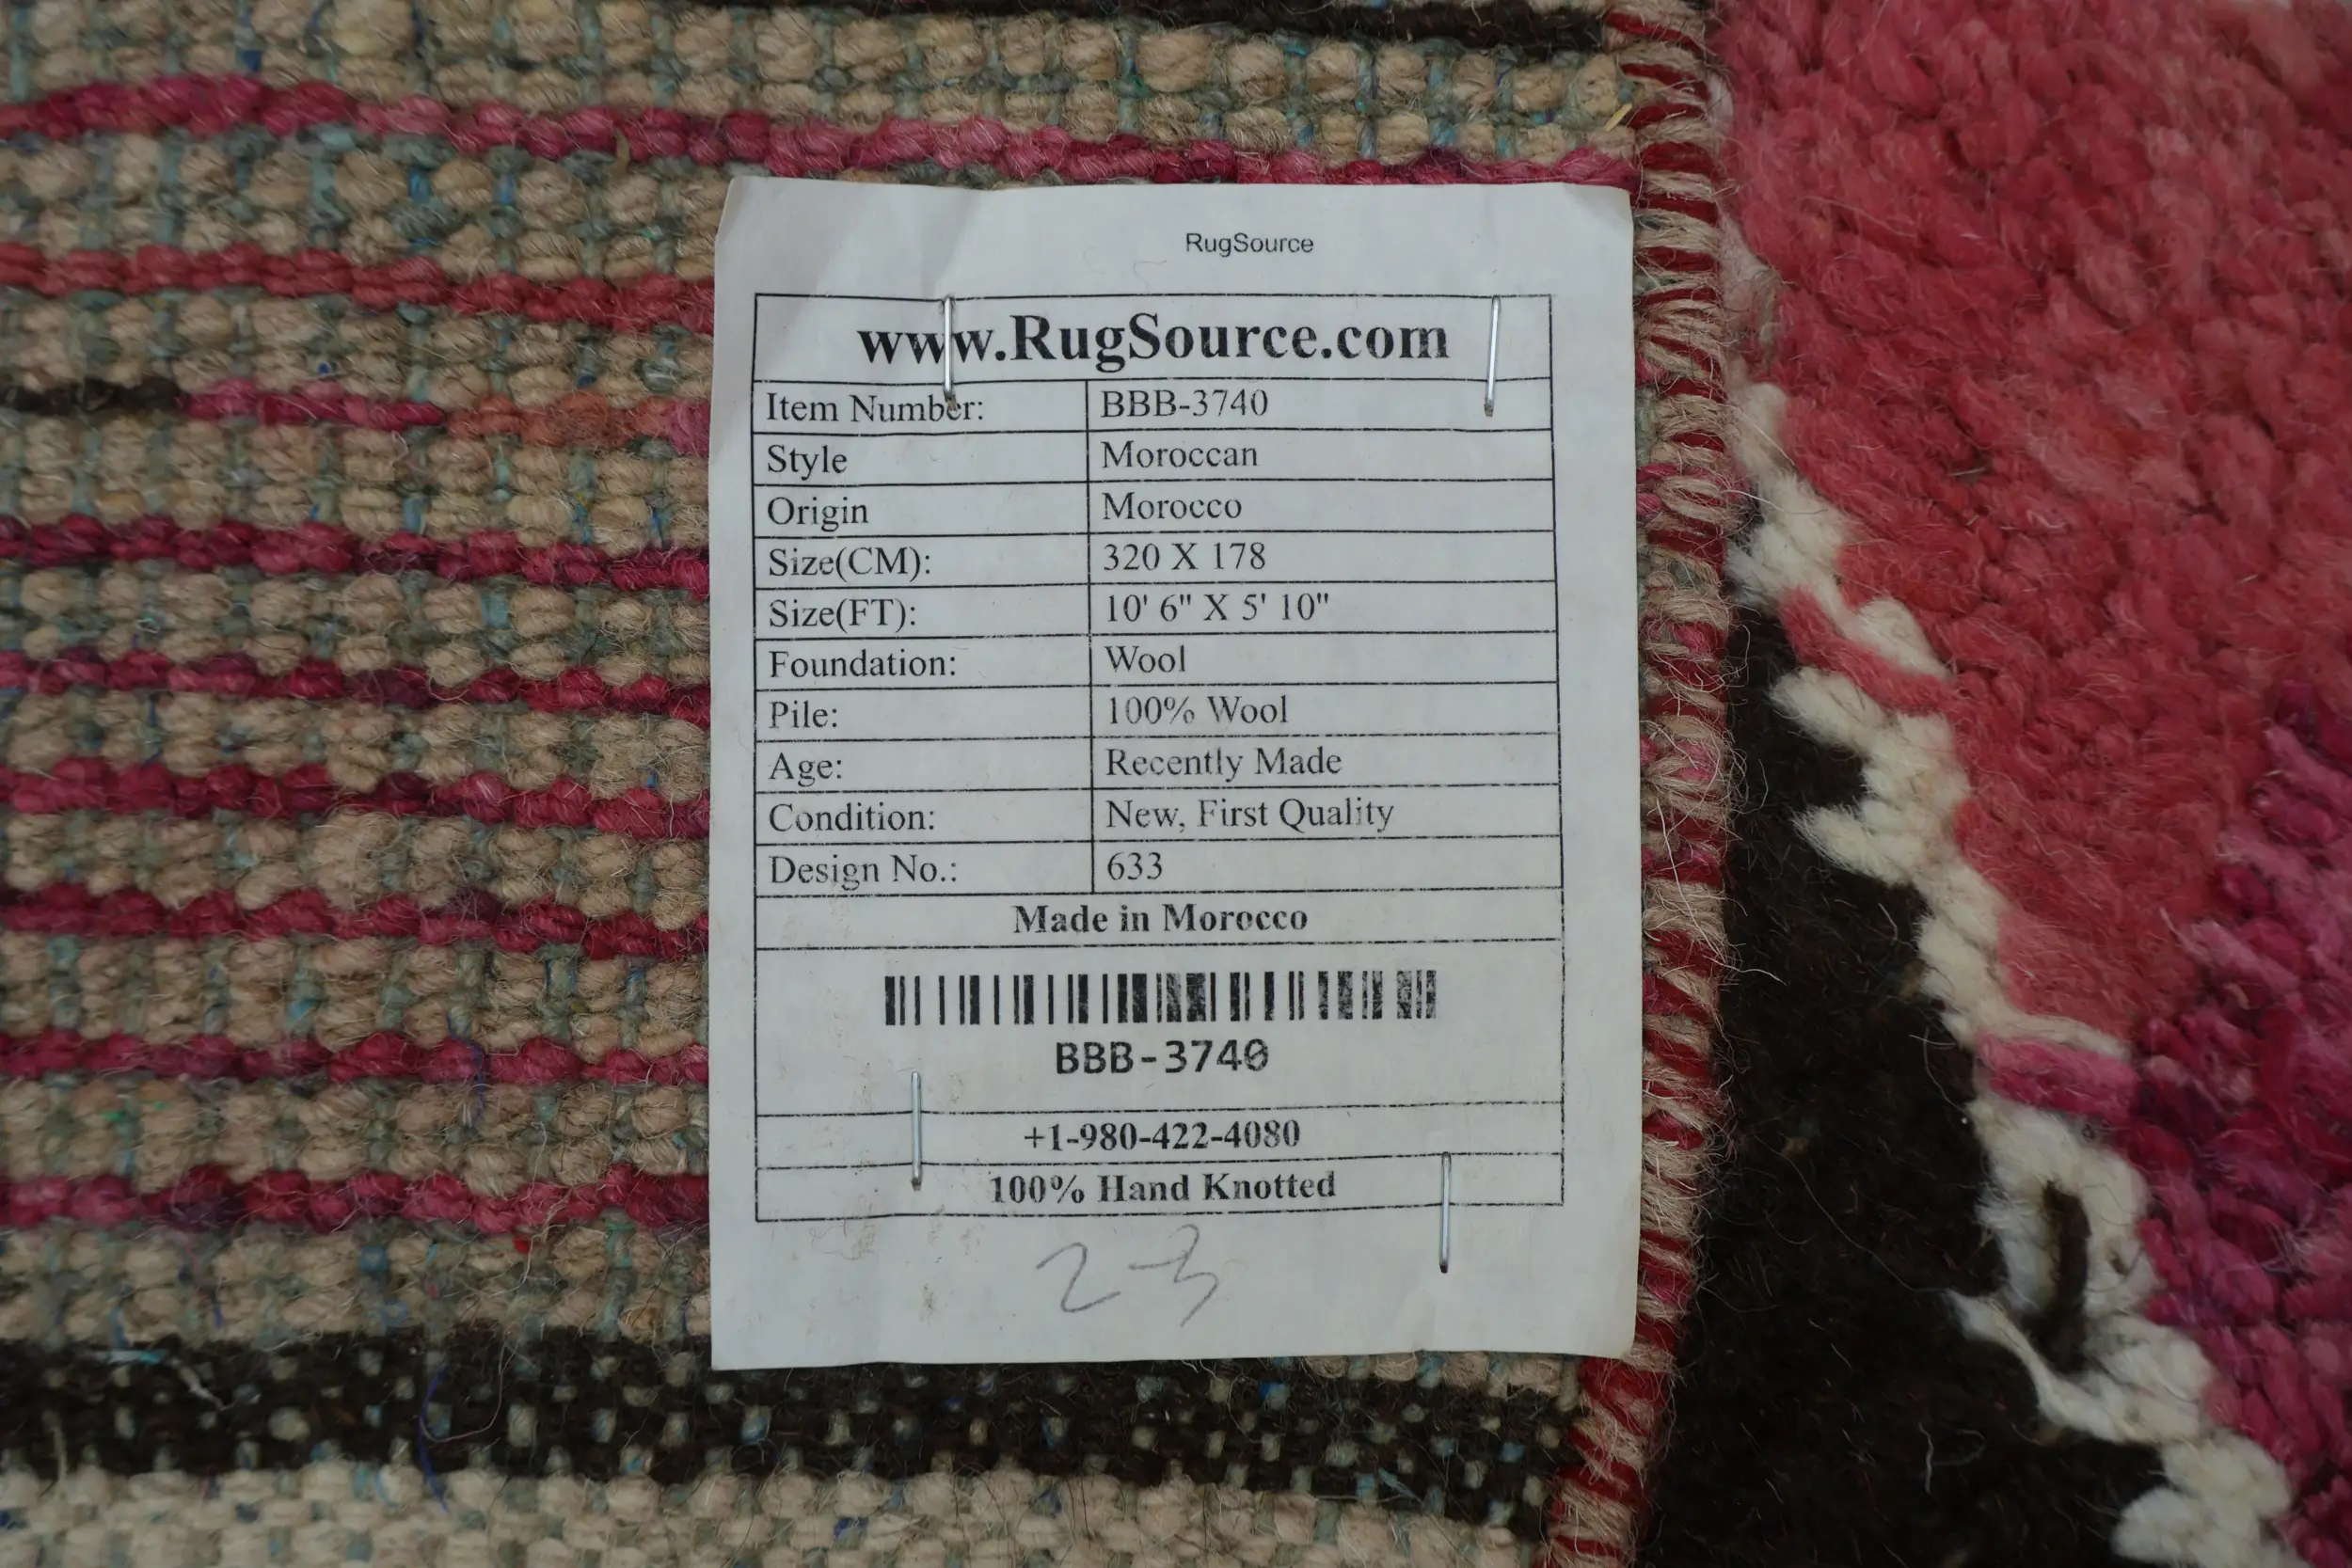 RugSource
www.RugSource.com
Item Number: BBB-3740
Style Moroccan
Origin Morocco
Size(CM): 320 X 178
Size(FT): 10' 6" X 5' 10"
Foundation: Wool
Pile: 100% Wool
Age: Recently Made
Condition: New, First Quality
Design No.: 633
Made in Morocco
BBB-3740
+1-980-422-4080
100% Hand Knotted
2-3